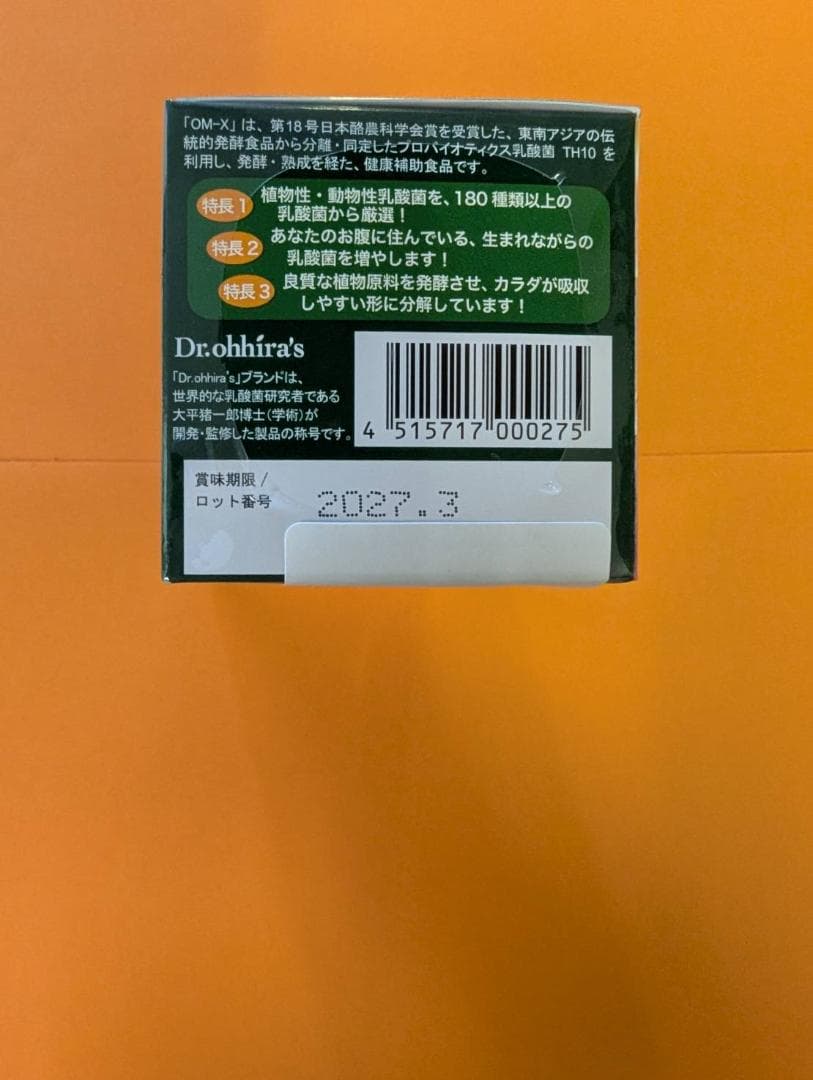 「OM-X」は、第18号日本酪農科学会賞を受賞した、東南アジアの伝
統的発酵食品から分離・同定したプロバイオティクス乳酸菌 TH10 を
利用し、発酵・熟成を経た、健康補助食品です。
特長1 植物性・動物性乳酸菌を、180種類以上の
乳酸菌から厳選！
特長2 あなたのお腹に住んでいる、生まれながらの
乳酸菌を増やします！
特長3 良質な植物原料を発酵させ、カラダが吸収
しやすい形に分解しています！
Dr.ohhira's
「Dr.ohhira's」ブランドは、
世界的な乳酸菌研究者である
大平猪一郎博士（学術）が
開発・監修した製品の称号です。
4 515717 000275
賞味期限/
ロット番号
2027.3